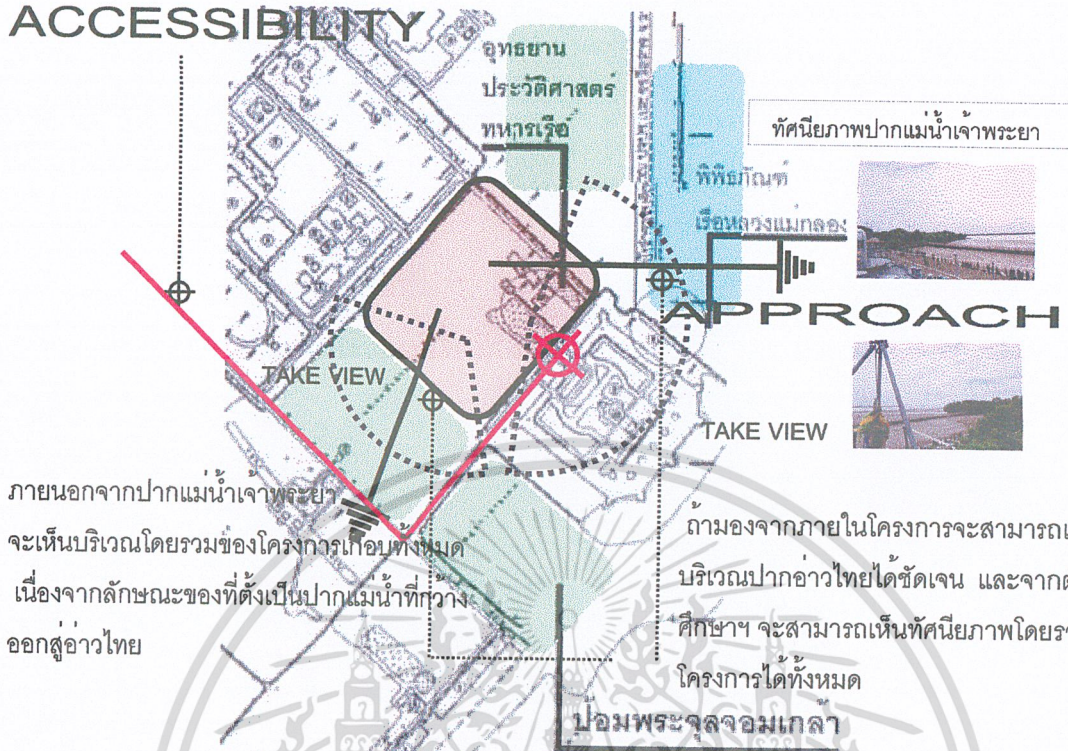 ACCESSIBILITY
อุทธยาน
ประวัติศาสตร์
ทหารเรือ
ทัศนียภาพปากแม่น้ำเจ้าพระยา
พิพิธภัณฑ์
เรือหลวงแม่กลอง
APPROACH
TAKE VIEW
TAKE VIEW
ภายนอกจากปากแม่น้ำเจ้าพระยา
จะเห็นบริเวณโดยรวมของโครงการเกือบทั้งหมด
เนื่องจากลักษณะของที่ตั้งเป็นปากแม่น้ำที่กว้าง
ออกสู่อ่าวไทย
ถ้ามองจากภายในโครงการจะสามารถ
บริเวณปากอ่าวไทยได้ชัดเจน และจาก
ศึกษาฯ จะสามารถเห็นทัศนียภาพ
โครงการได้ทั้งหมด
ป้อมพระจุลจอมเกล้า